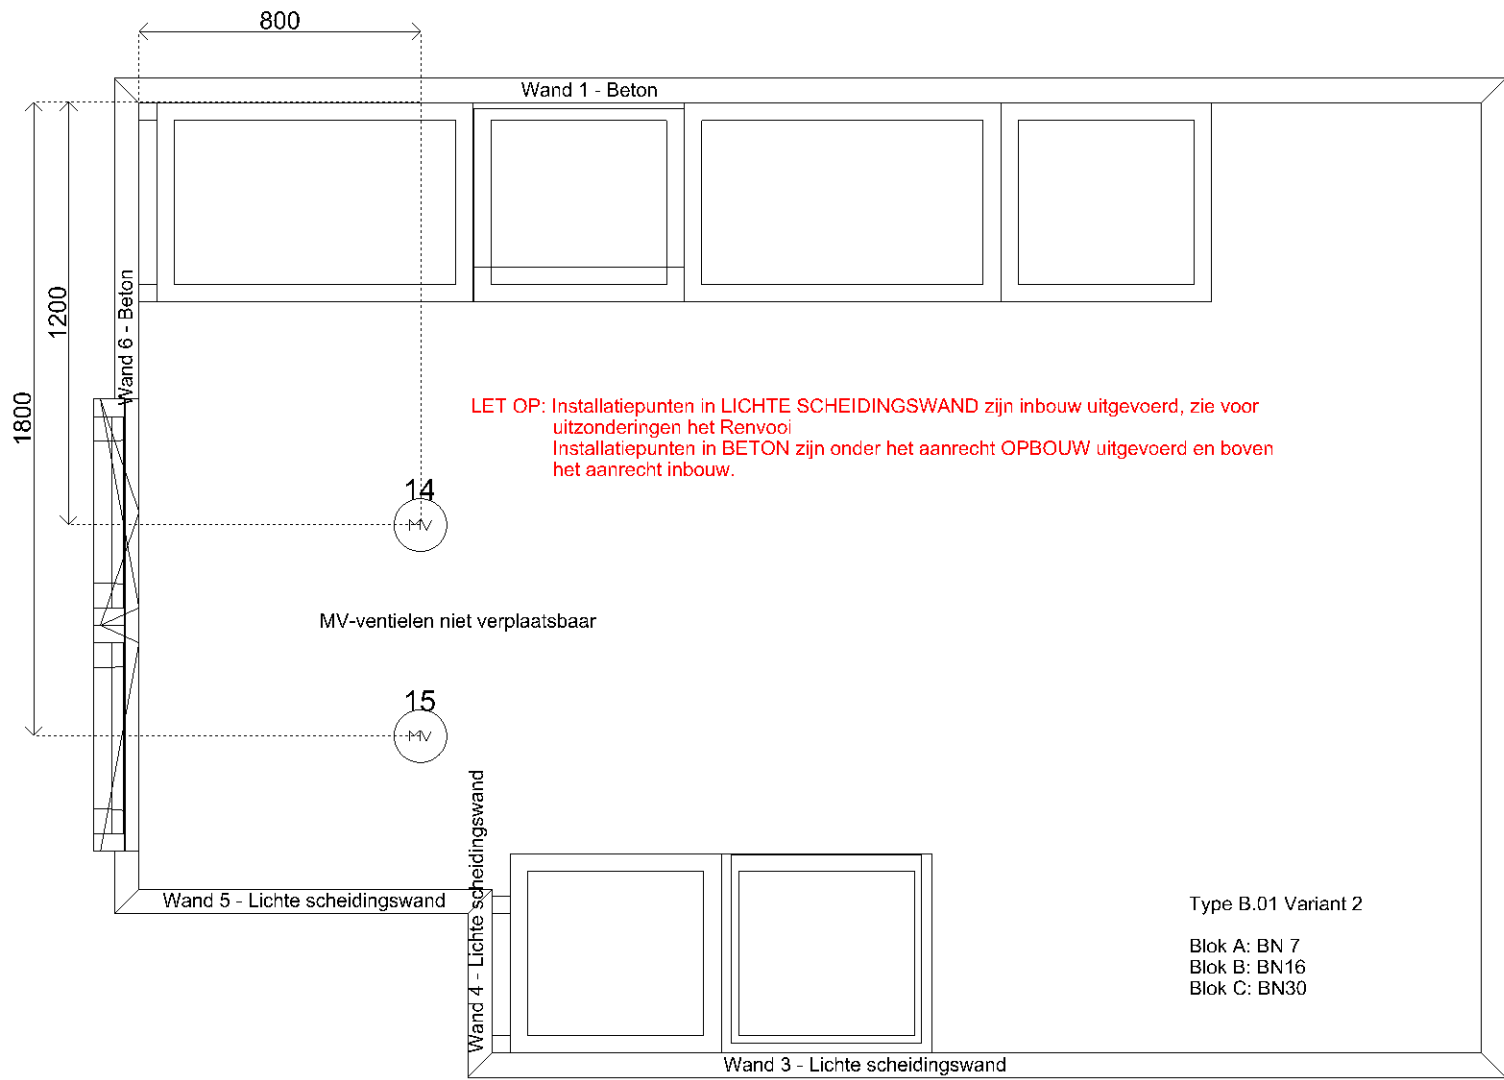 800
Wand 1 - Beton
Wand 6 - Beton
1200
1800
LET OP: Installatiepunten in LICHTE SCHEIDINGSWAND zijn inbouw uitgevoerd, zie voor
uitzonderingen het Renvooi
Installatiepunten in BETON zijn onder het aanrecht OPBOUW uitgevoerd en boven
het aanrecht inbouw.
14
MV
MV-ventielen niet verplaatsbaar
15
MV
Wand 5 - Lichte scheidingswand
Wand 4 - Lichte scheidingswand
Type B.01 Variant 2
Blok A: BN 7
Blok B: BN16
Blok C: BN30
Wand 3 - Lichte scheidingswand